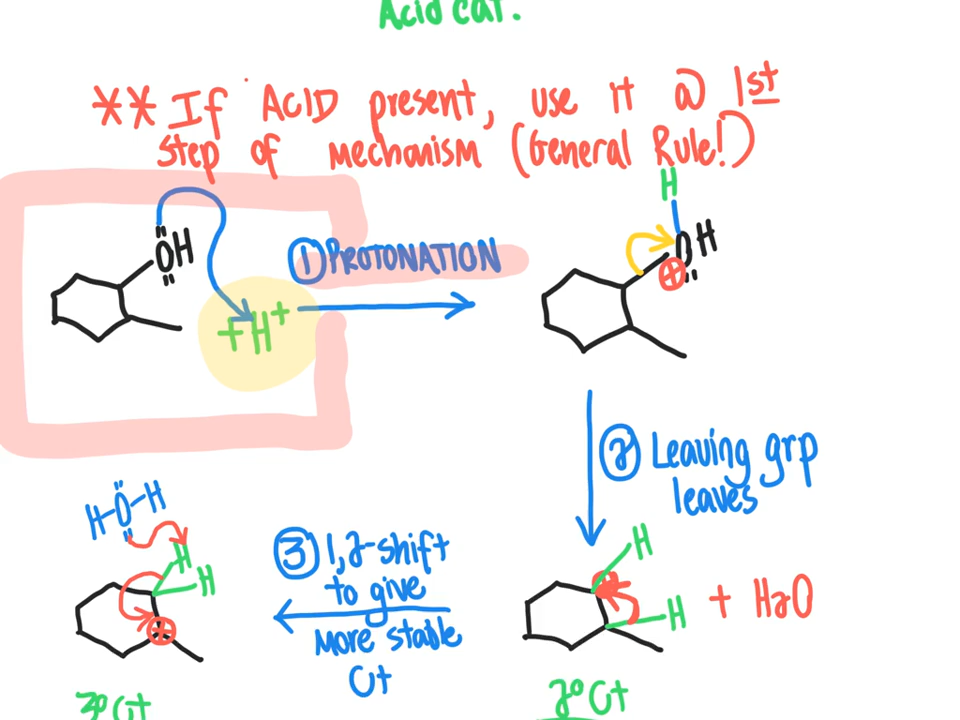 Acid cat.
** If ACID present, use it @ 1st
step of mechanism (General Rule!)
H
ÖH
① PROTONATION
OH
⊕
+H+
② Leaving grp
leaves
H-O-H
H
H
③ 1,2-shift
to give
more stable
C+
H
H
+ H2O
3° C+
2° C+